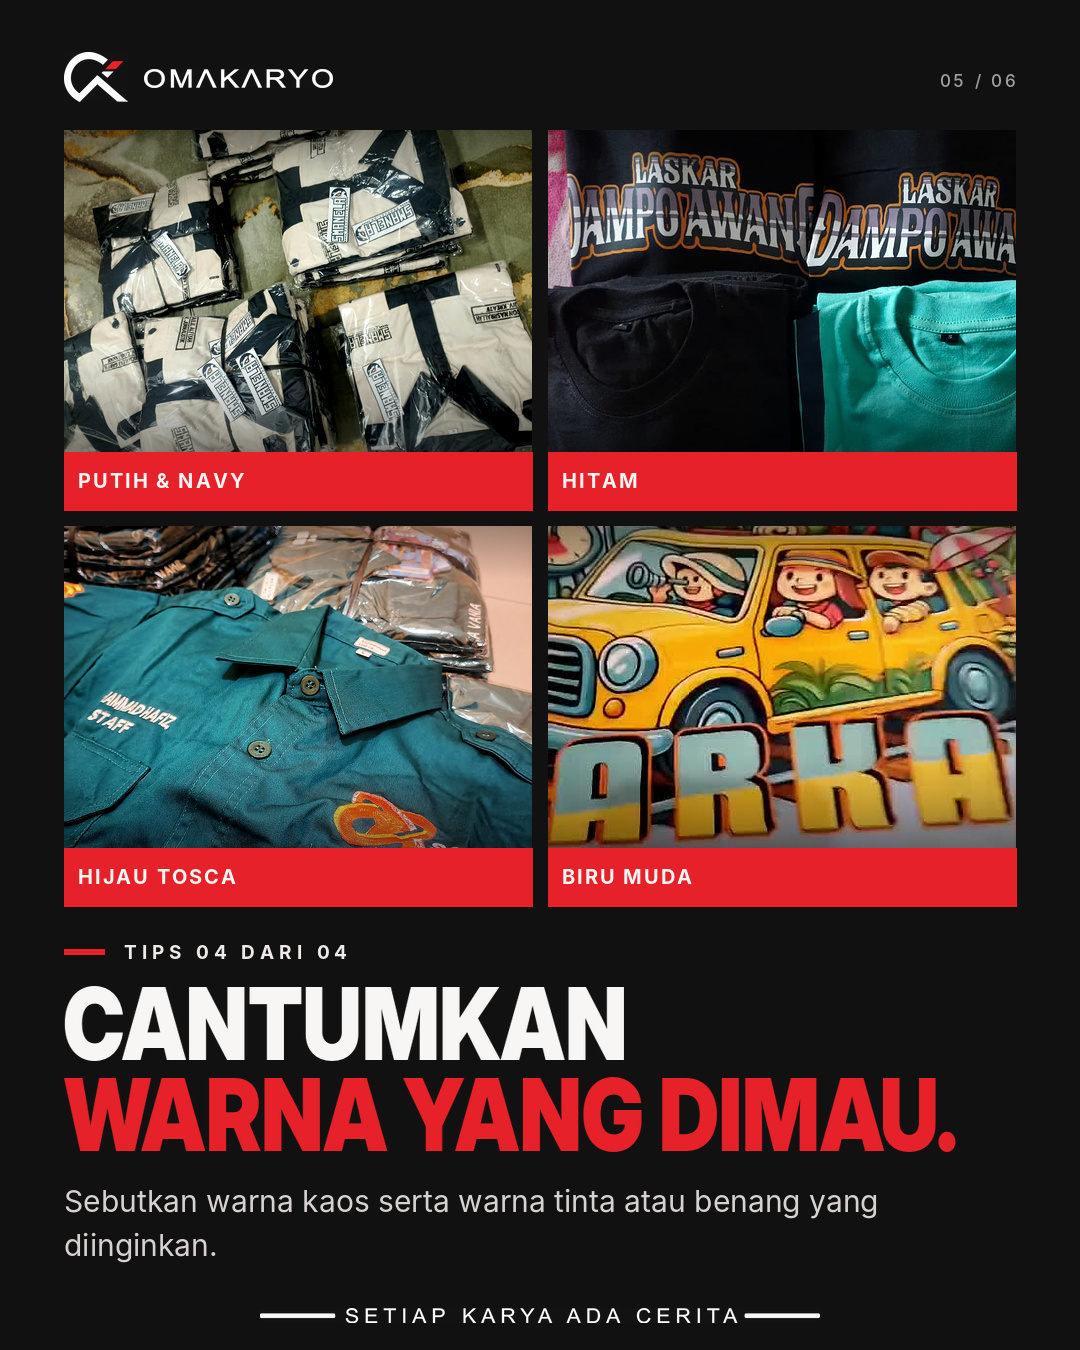 OMAKARYO
05 / 06
SMANELA
SMANELA
LASKAR
DAMPO AWANG
LASKAR
DAMPO AWA
PUTIH & NAVY
HITAM
STAFF
ARKA
HIJAU TOSCA
BIRU MUDA
TIPS 04 DARI 04
CANTUMKAN
WARNA YANG DIMAU.
Sebutkan warna kaos serta warna tinta atau benang yang
diinginkan.
SETIAP KARYA ADA CERITA